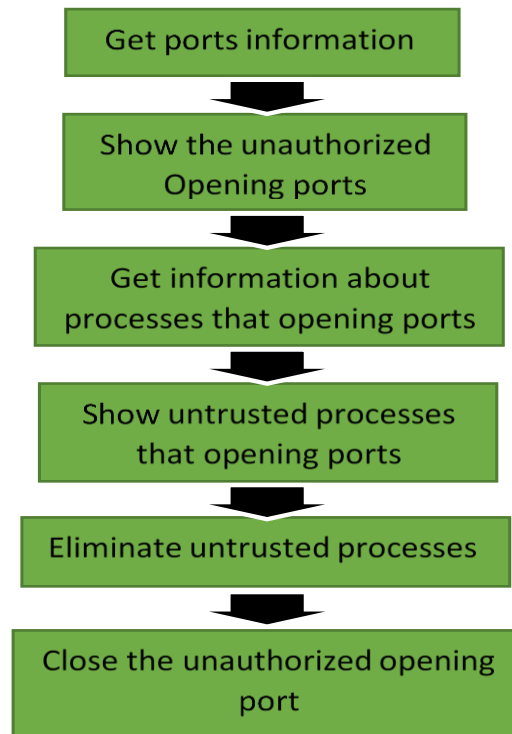 Get ports information
Show the unauthorized
Opening ports
Get information about
processes that opening ports
Show untrusted processes
that opening ports
Eliminate untrusted processes
Close the unauthorized opening
port